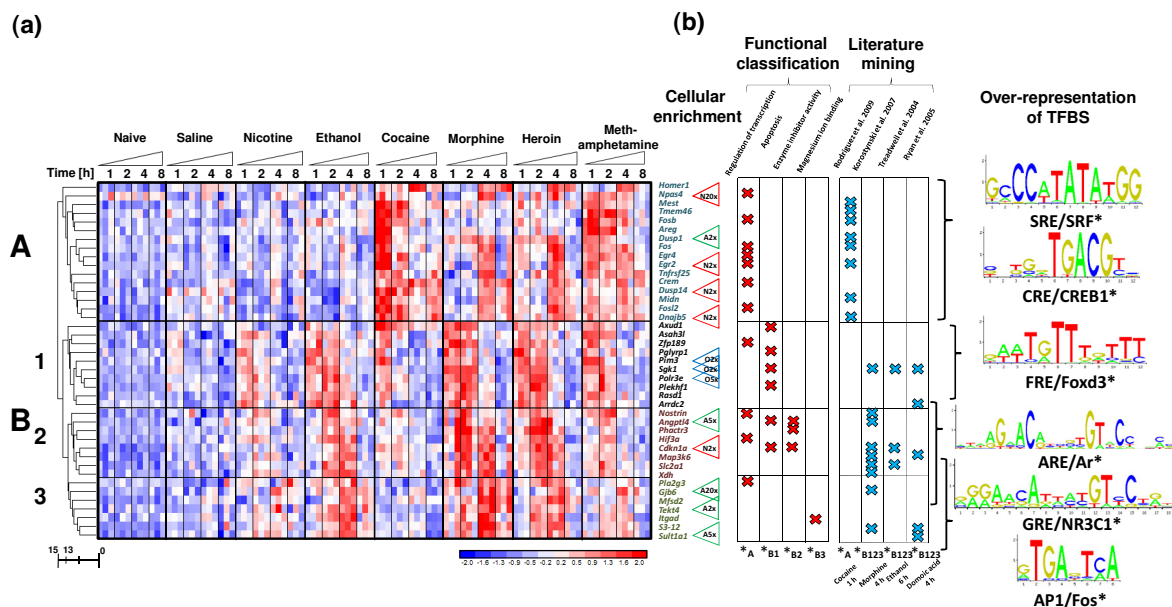 (a)
(b)
Functional classification
Literature mining
Cellular enrichment
Over-representation of TFBS
Regulation of transcription
Apoptosis
Enzyme inhibitor activity
Magnesium ion binding
Rodriguez et al. 2009
Korostynski et al. 2007
Treadwell et al. 2004
Ryan et al. 2005
Naive Saline Nicotine Ethanol Cocaine Morphine Heroin Meth-amphetamine
Time [h] 1 2 4 8 1 2 4 8 1 2 4 8 1 2 4 8 1 2 4 8 1 2 4 8 1 2 4 8 1 2 4 8
A
1
B 2
3
Homer1
Npas4
Mest
Tmem46
Fosb
Areg
Dusp1
Fos
Egr4
Egr2
Tnfrsf25
Crem
Dusp14
Midn
Fosl2
Dnajb5
Axud1
Asah3l
Zfp189
Pglyrp1
Pim3
Sgk1
Polr3e
Plekhf1
Rasd1
Arrdc2
Nostrin
Angptl4
Phactr3
Hif3a
Cdkn1a
Map3k6
Slc2a1
Xdh
Pla2g3
Gjb6
Mfsd2
Tekt4
Itgad
S3-12
Sult1a1
N20x
A2x
N2x
N2x
N2x
O2x
O2x
O5x
A5x
N2x
A20x
A2x
A5x
SRE/SRF*
CRE/CREB1*
FRE/Foxd3*
ARE/Ar*
GRE/NR3C1*
AP1/Fos*
15 13 0
-2.0 -1.6 -1.3 -1.0 -0.5 0 0.5 1.0 1.3 1.6 2.0
*A *B1 *B2 *B3 *A *B123 *B123 *B123
Cocaine 1 h
Morphine 4 h
Ethanol 6 h
Domoic acid 4 h